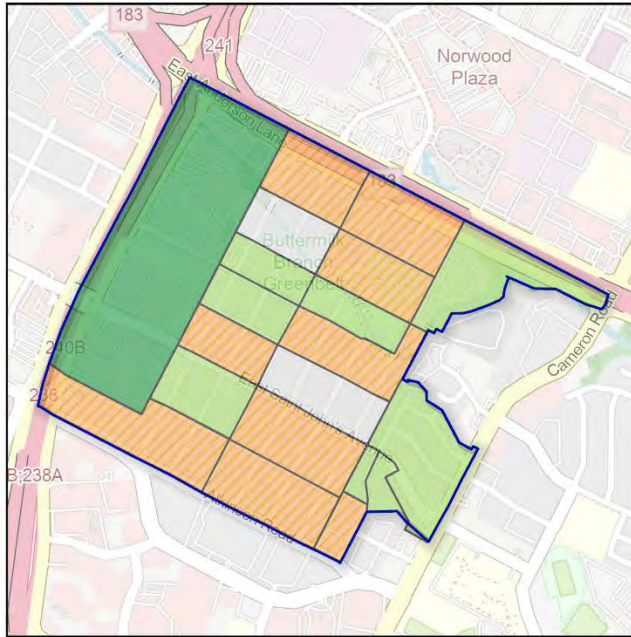 183
241
Norwood
Plaza
East Anderson Lane
183
Buttermilk
Branch
Greenbelt
Cameron Road
240B
238
East Saint Johns Avenue
B;238A
Atkinson Road